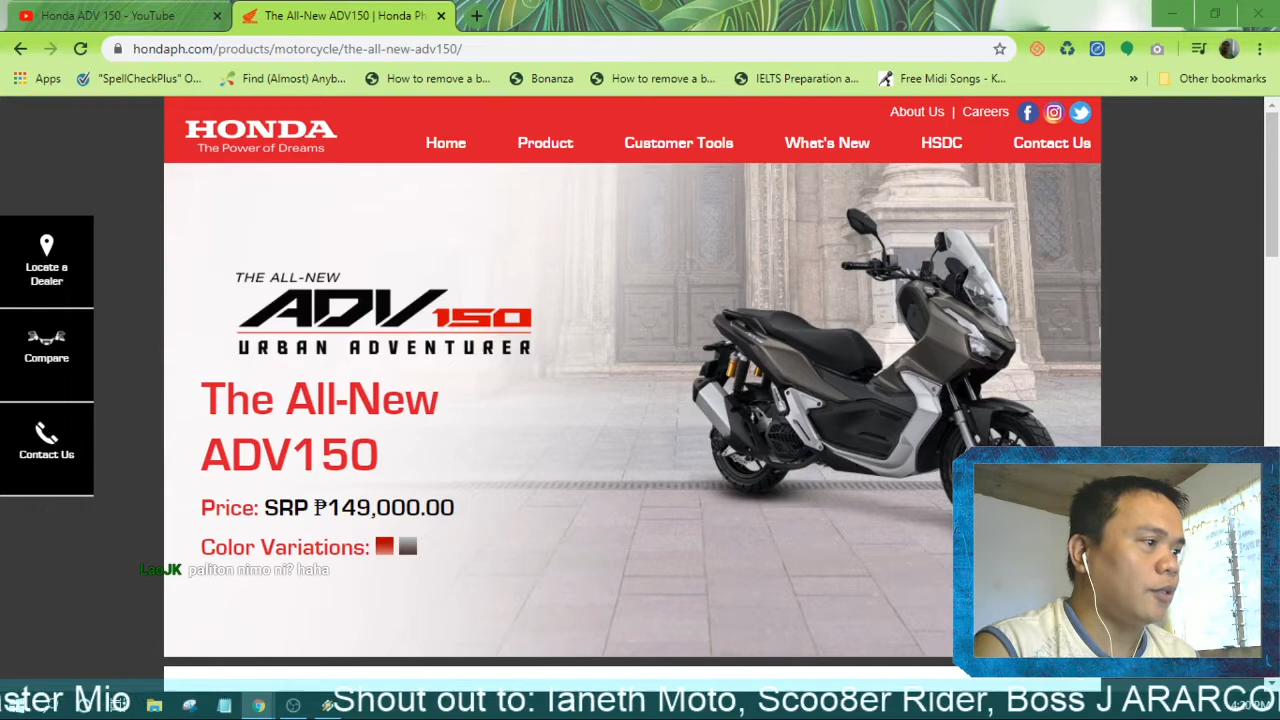 Honda ADV 150 - YouTube
The All-New ADV150 | Honda Ph
hondaph.com/products/motorcycle/the-all-new-adv150/
Apps
"SpellCheckPlus" O...
Find (Almost) Anyb...
How to remove a b...
Bonanza
How to remove a b...
IELTS Preparation a...
Free Midi Songs - K...
»
Other bookmarks
About Us | Careers
HONDA
The Power of Dreams
Home
Product
Customer Tools
What's New
HSDC
Contact Us
Locate a
Dealer
Compare
Contact Us
THE ALL-NEW
ADV150
URBAN ADVENTURER
The All-New
ADV150
Price: SRP ₱149,000.00
Color Variations:
LaoJK paliton nimo ni? haha
aster Mio
Shout out to: Ianeth Moto, Scoo8er Rider, Boss J ARARCO